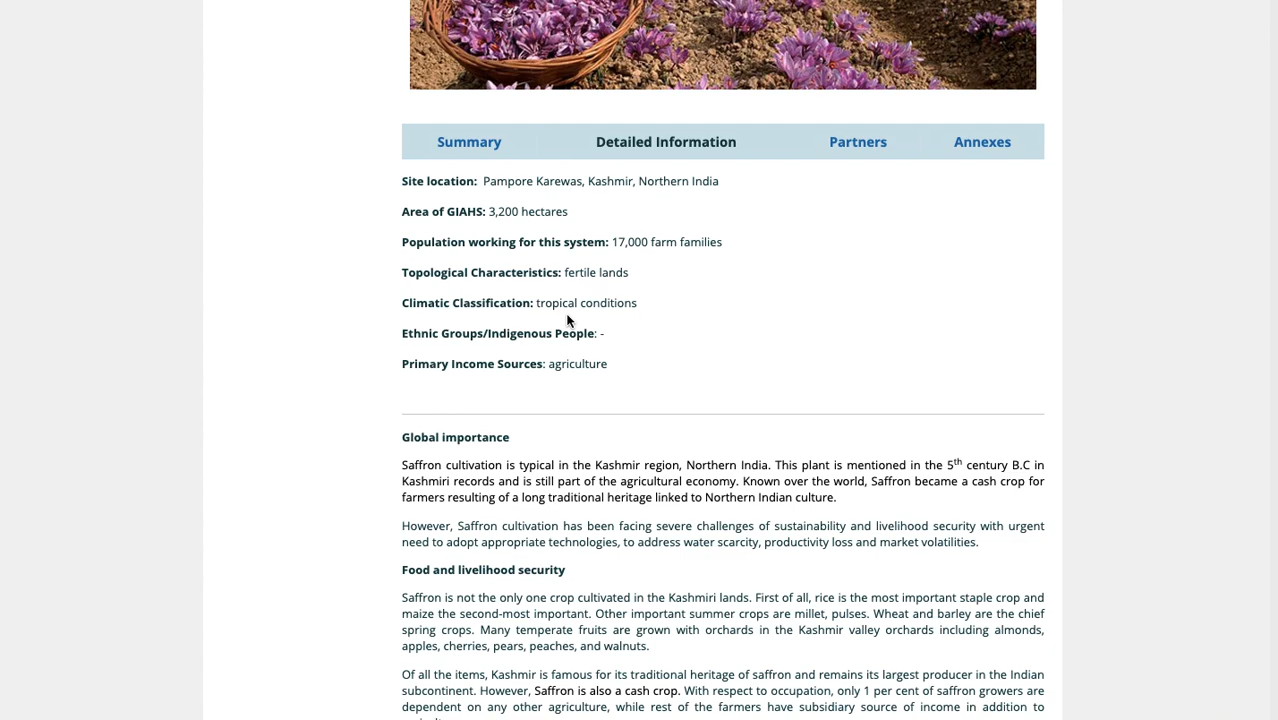 Summary Detailed Information Partners Annexes
Site location: Pampore Karewas, Kashmir, Northern India
Area of GIAHS: 3,200 hectares
Population working for this system: 17,000 farm families
Topological Characteristics: fertile lands
Climatic Classification: tropical conditions
Ethnic Groups/Indigenous People: -
Primary Income Sources: agriculture
Global importance
Saffron cultivation is typical in the Kashmir region, Northern India. This plant is mentioned in the 5th century B.C in
Kashmiri records and is still part of the agricultural economy. Known over the world, Saffron became a cash crop for
farmers resulting of a long traditional heritage linked to Northern Indian culture.
However, Saffron cultivation has been facing severe challenges of sustainability and livelihood security with urgent
need to adopt appropriate technologies, to address water scarcity, productivity loss and market volatilities.
Food and livelihood security
Saffron is not the only one crop cultivated in the Kashmiri lands. First of all, rice is the most important staple crop and
maize the second-most important. Other important summer crops are millet, pulses. Wheat and barley are the chief
spring crops. Many temperate fruits are grown with orchards in the Kashmir valley orchards including almonds,
apples, cherries, pears, peaches, and walnuts.
Of all the items, Kashmir is famous for its traditional heritage of saffron and remains its largest producer in the Indian
subcontinent. However, Saffron is also a cash crop. With respect to occupation, only 1 per cent of saffron growers are
dependent on any other agriculture, while rest of the farmers have subsidiary source of income in addition to